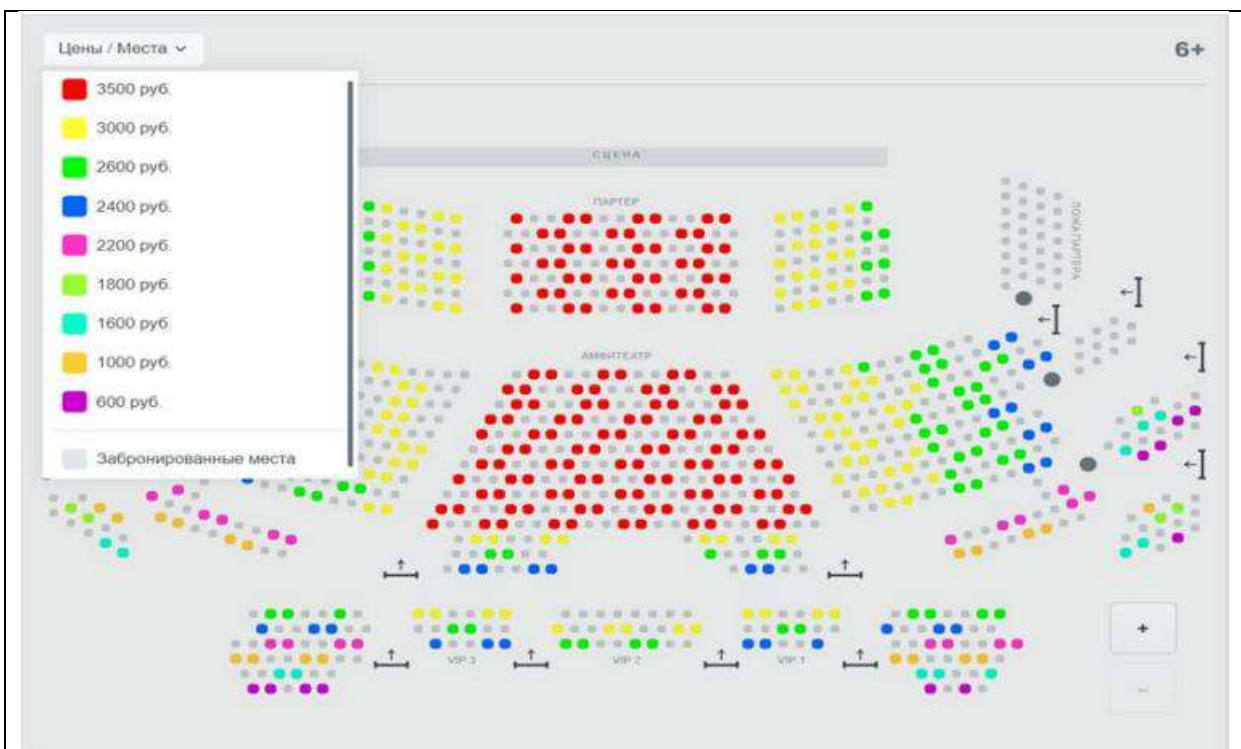 Цены / Места
6+
3500 руб.
3000 руб.
2600 руб.
2400 руб.
2200 руб.
1800 руб.
1600 руб.
1000 руб.
600 руб.
Забронированные места
СЦЕНА
ПАРТЕР
ЛОЖА ПАРТЕРА
АМФИТЕАТР
VIP 3
VIP 2
VIP 1
+
-